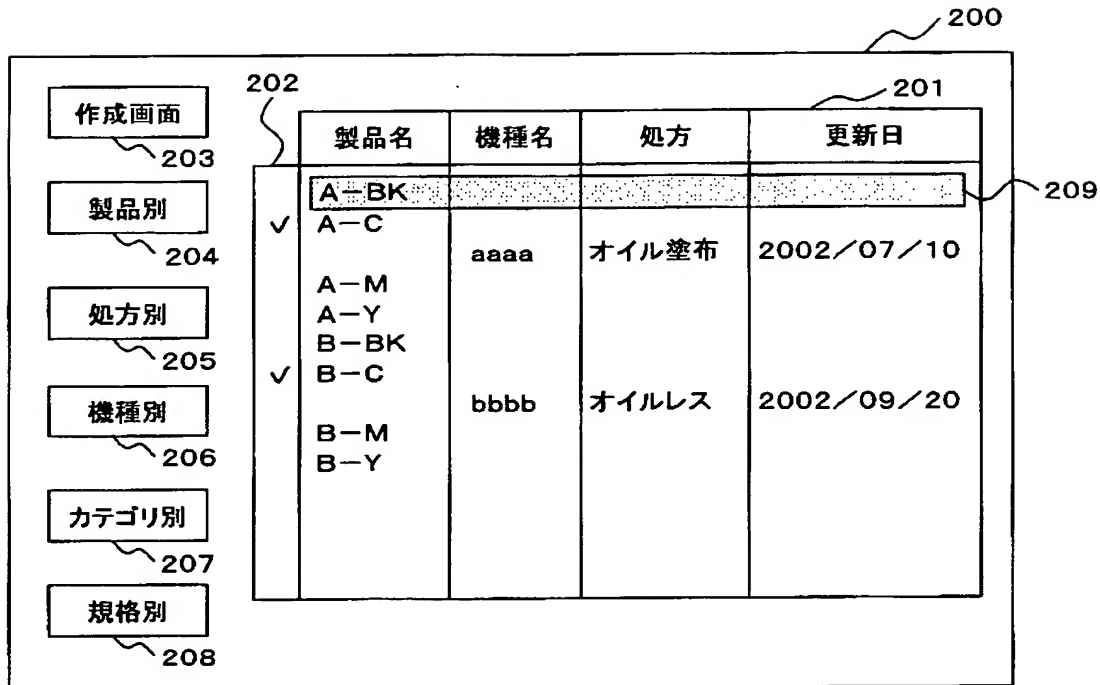 200
作成画面
203
製品別
204
処方別
205
機種別
206
カテゴリ別
207
規格別
208
202
201
製品名 機種名 処方 更新日
A-BK
209
✓ A-C
aaaa オイル塗布 2002/07/10
A-M
A-Y
B-BK
✓ B-C
bbbb オイルレス 2002/09/20
B-M
B-Y